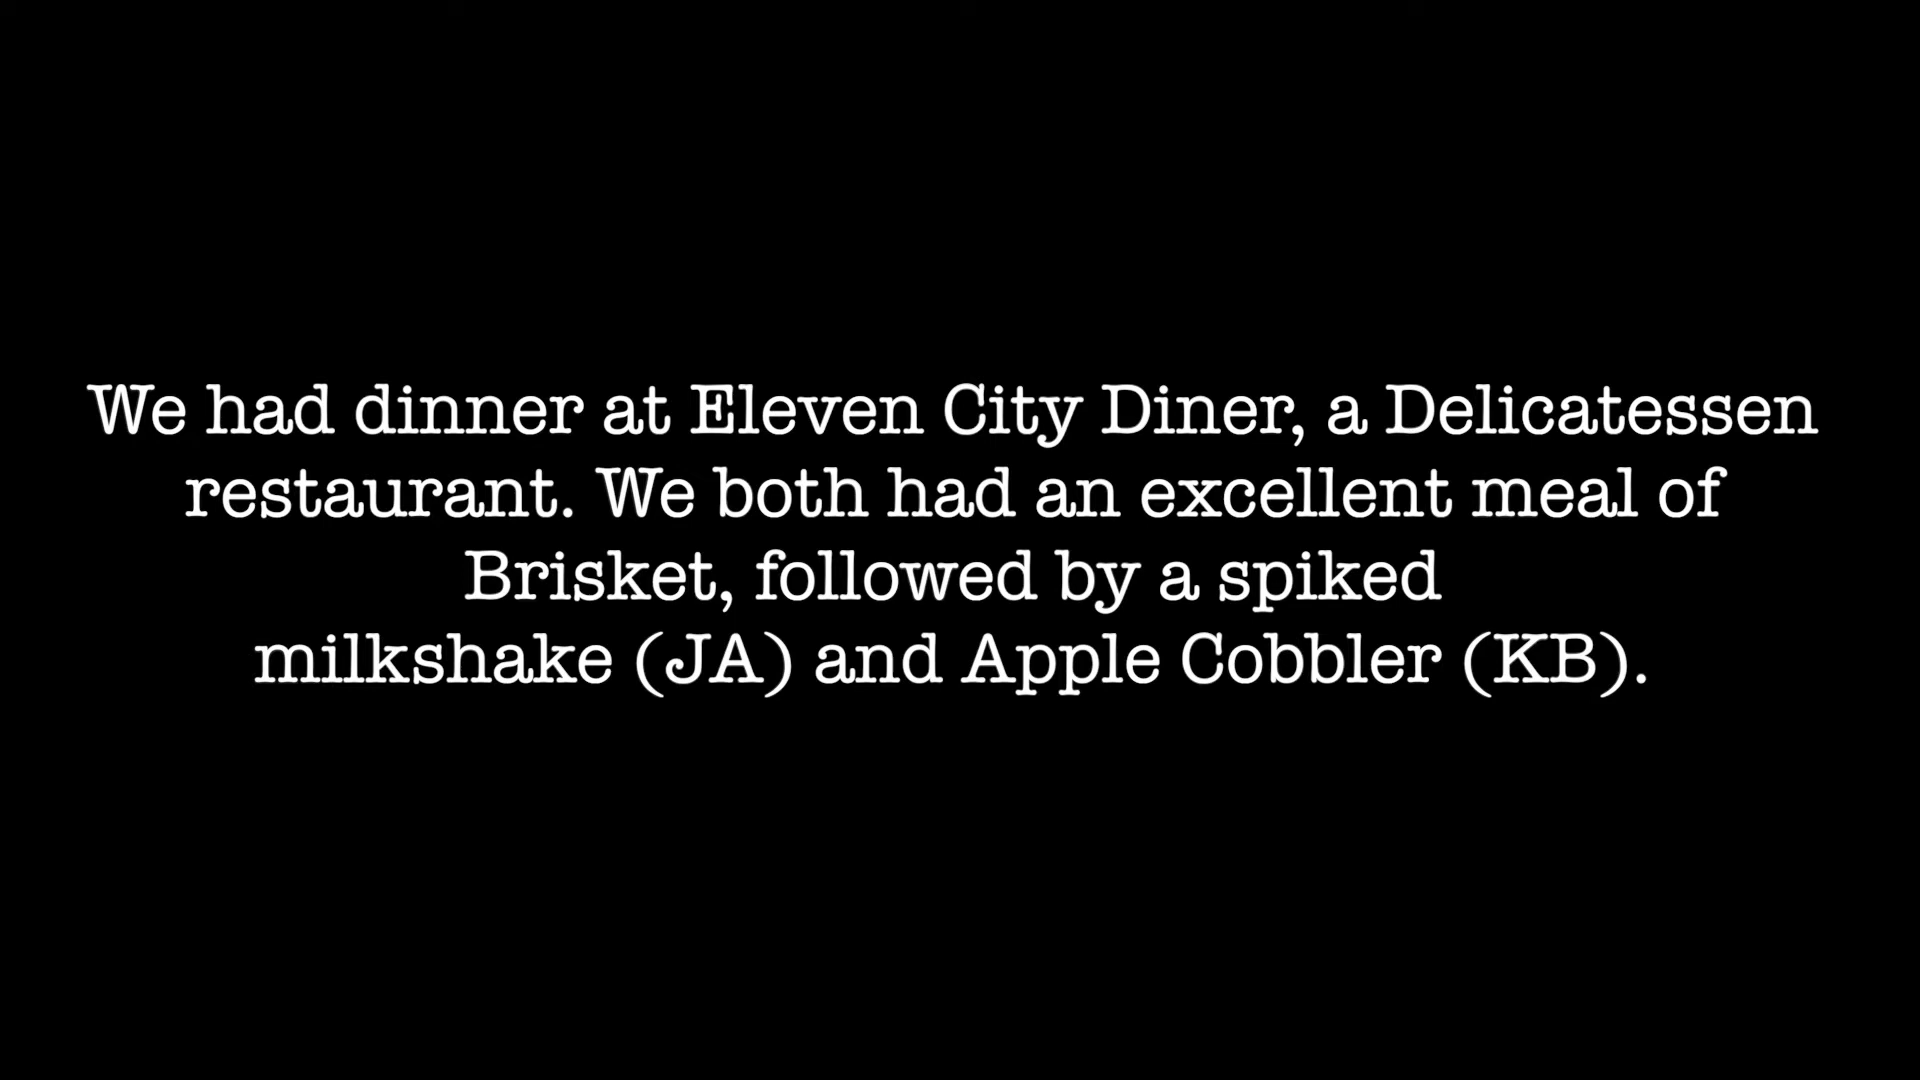 We had dinner at Eleven City Diner, a Delicatessen
restaurant. We both had an excellent meal of
Brisket, followed by a spiked
milkshake (JA) and Apple Cobbler (KB).